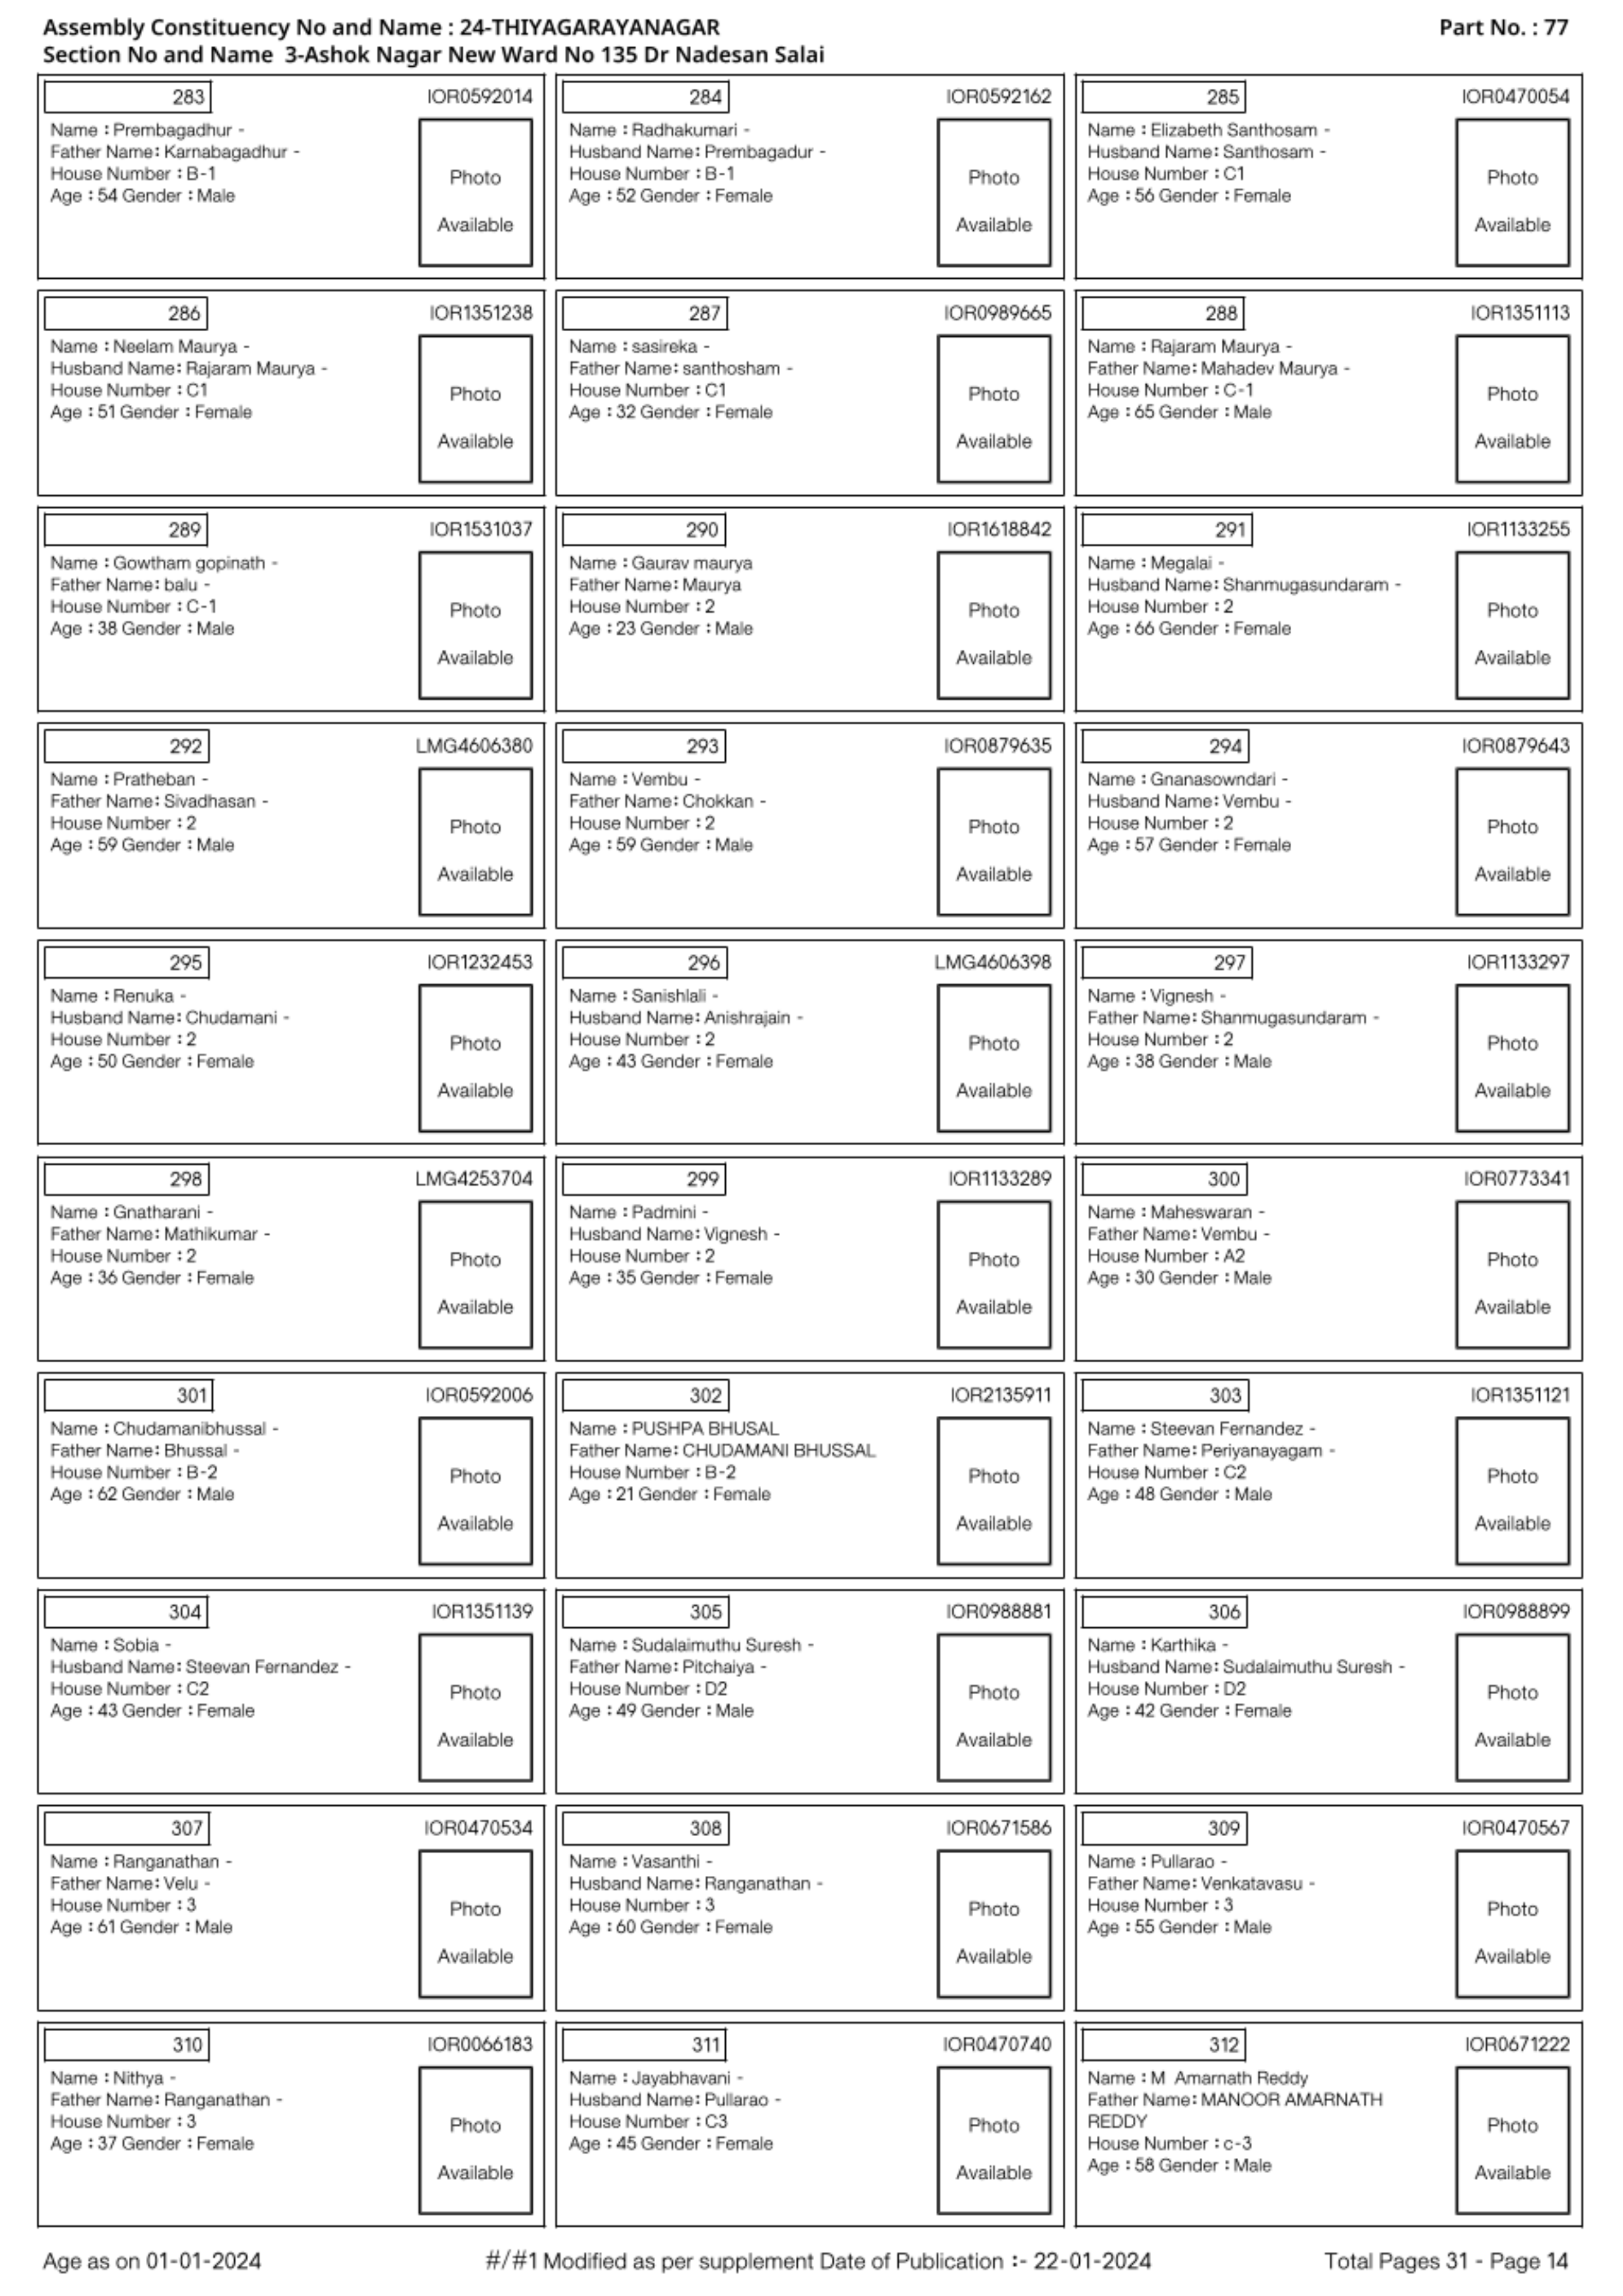 Assembly Constituency No and Name : 24-THIYAGARAYANAGAR
Part No. : 77
Section No and Name 3-Ashok Nagar New Ward No 135 Dr Nadesan Salai
283
IOR0592014
Name : Prembagadhur -
Father Name: Karnabagadhur -
House Number : B-1
Age : 54 Gender : Male
Photo
Available
284
IOR0592162
Name : Radhakumari -
Husband Name: Prembagadur -
House Number : B-1
Age : 52 Gender : Female
Photo
Available
285
IOR0470054
Name : Elizabeth Santhosam -
Husband Name: Santhosam -
House Number : C1
Age : 56 Gender : Female
Photo
Available
286
IOR1351238
Name : Neelam Maurya -
Husband Name: Rajaram Maurya -
House Number : C1
Age : 51 Gender : Female
Photo
Available
287
IOR0989665
Name : sasireka -
Father Name: santhosham -
House Number : C1
Age : 32 Gender : Female
Photo
Available
288
IOR1351113
Name : Rajaram Maurya -
Father Name: Mahadev Maurya -
House Number : C-1
Age : 65 Gender : Male
Photo
Available
289
IOR1531037
Name : Gowtham gopinath -
Father Name: balu -
House Number : C-1
Age : 38 Gender : Male
Photo
Available
290
IOR1618842
Name : Gaurav maurya
Father Name: Maurya
House Number : 2
Age : 23 Gender : Male
Photo
Available
291
IOR1133255
Name : Megalai -
Husband Name: Shanmugasundaram -
House Number : 2
Age : 66 Gender : Female
Photo
Available
292
LMG4606380
Name : Pratheban -
Father Name: Sivadhasan -
House Number : 2
Age : 59 Gender : Male
Photo
Available
293
IOR0879635
Name : Vembu -
Father Name: Chokkan -
House Number : 2
Age : 59 Gender : Male
Photo
Available
294
IOR0879643
Name : Gnanasowndari -
Husband Name: Vembu -
House Number : 2
Age : 57 Gender : Female
Photo
Available
295
IOR1232453
Name : Renuka -
Husband Name: Chudamani -
House Number : 2
Age : 50 Gender : Female
Photo
Available
296
LMG4606398
Name : Sanishlali -
Husband Name: Anishrajain -
House Number : 2
Age : 43 Gender : Female
Photo
Available
297
IOR1133297
Name : Vignesh -
Father Name: Shanmugasundaram -
House Number : 2
Age : 38 Gender : Male
Photo
Available
298
LMG4253704
Name : Gnatharani -
Father Name: Mathikumar -
House Number : 2
Age : 36 Gender : Female
Photo
Available
299
IOR1133289
Name : Padmini -
Husband Name: Vignesh -
House Number : 2
Age : 35 Gender : Female
Photo
Available
300
IOR0773341
Name : Maheswaran -
Father Name: Vembu -
House Number : A2
Age : 30 Gender : Male
Photo
Available
301
IOR0592006
Name : Chudamanibhussal -
Father Name: Bhussal -
House Number : B-2
Age : 62 Gender : Male
Photo
Available
302
IOR2135911
Name : PUSHPA BHUSAL
Father Name: CHUDAMANI BHUSSAL
House Number : B-2
Age : 21 Gender : Female
Photo
Available
303
IOR1351121
Name : Steevan Fernandez -
Father Name: Periyanayagam -
House Number : C2
Age : 48 Gender : Male
Photo
Available
304
IOR1351139
Name : Sobia -
Husband Name: Steevan Fernandez -
House Number : C2
Age : 43 Gender : Female
Photo
Available
305
IOR0988881
Name : Sudalaimuthu Suresh -
Father Name: Pitchaiya -
House Number : D2
Age : 49 Gender : Male
Photo
Available
306
IOR0988899
Name : Karthika -
Husband Name: Sudalaimuthu Suresh -
House Number : D2
Age : 42 Gender : Female
Photo
Available
307
IOR0470534
Name : Ranganathan -
Father Name: Velu -
House Number : 3
Age : 61 Gender : Male
Photo
Available
308
IOR0671586
Name : Vasanthi -
Husband Name: Ranganathan -
House Number : 3
Age : 60 Gender : Female
Photo
Available
309
IOR0470567
Name : Pullarao -
Father Name: Venkatavasu -
House Number : 3
Age : 55 Gender : Male
Photo
Available
310
IOR0066183
Name : Nithya -
Father Name: Ranganathan -
House Number : 3
Age : 37 Gender : Female
Photo
Available
311
IOR0470740
Name : Jayabhavani -
Husband Name: Pullarao -
House Number : C3
Age : 45 Gender : Female
Photo
Available
312
IOR0671222
Name : M Amarnath Reddy
Father Name: MANOOR AMARNATH
REDDY
House Number : c-3
Age : 58 Gender : Male
Photo
Available
Age as on 01-01-2024
#/#1 Modified as per supplement Date of Publication :- 22-01-2024
Total Pages 31 - Page 14